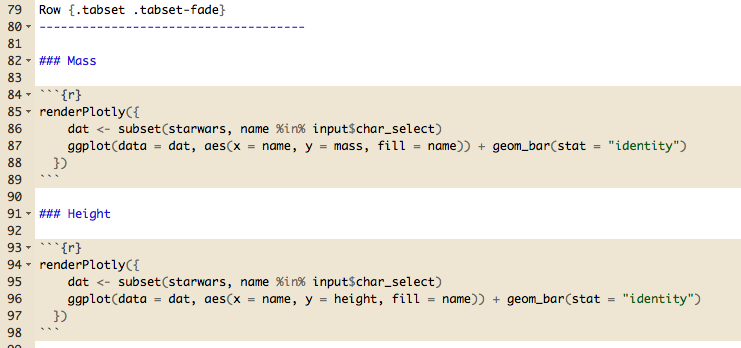 79 Row {.tabset .tabset-fade}
80 -------------------------------------
81
82 ### Mass
83
84 ```{r}
85 renderPlotly({
86 dat <- subset(starwars, name %in% input$char_select)
87 ggplot(data = dat, aes(x = name, y = mass, fill = name)) + geom_bar(stat = "identity")
88 })
89 ```
90
91 ### Height
92
93 ```{r}
94 renderPlotly({
95 dat <- subset(starwars, name %in% input$char_select)
96 ggplot(data = dat, aes(x = name, y = height, fill = name)) + geom_bar(stat = "identity")
97 })
98 ```